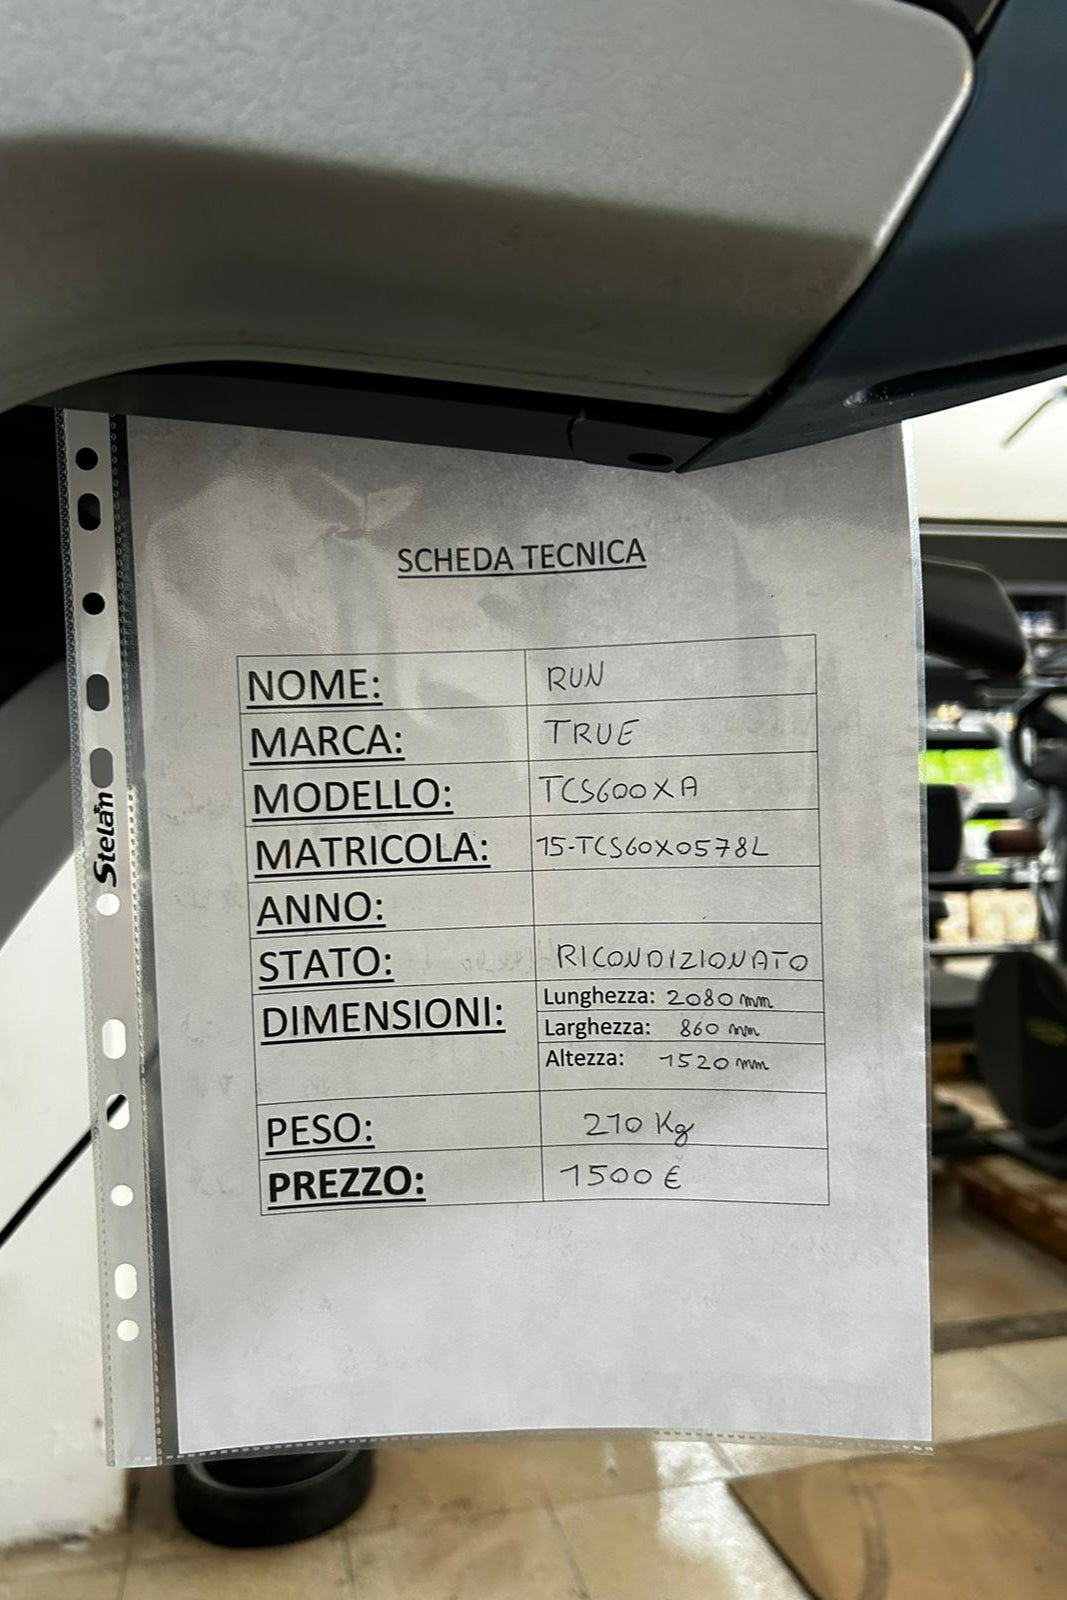 SCHEDA TECNICA
NOME: RUN
MARCA: TRUE
MODELLO: TCS600XA
MATRICOLA: 15-TCS60X0578L
ANNO:
STATO: RICONDIZIONATO
DIMENSIONI: Lunghezza: 2080 mm
Larghezza: 860 mm
Altezza: 1520 mm
PESO: 210 Kg
PREZZO: 1500 €
Stelan